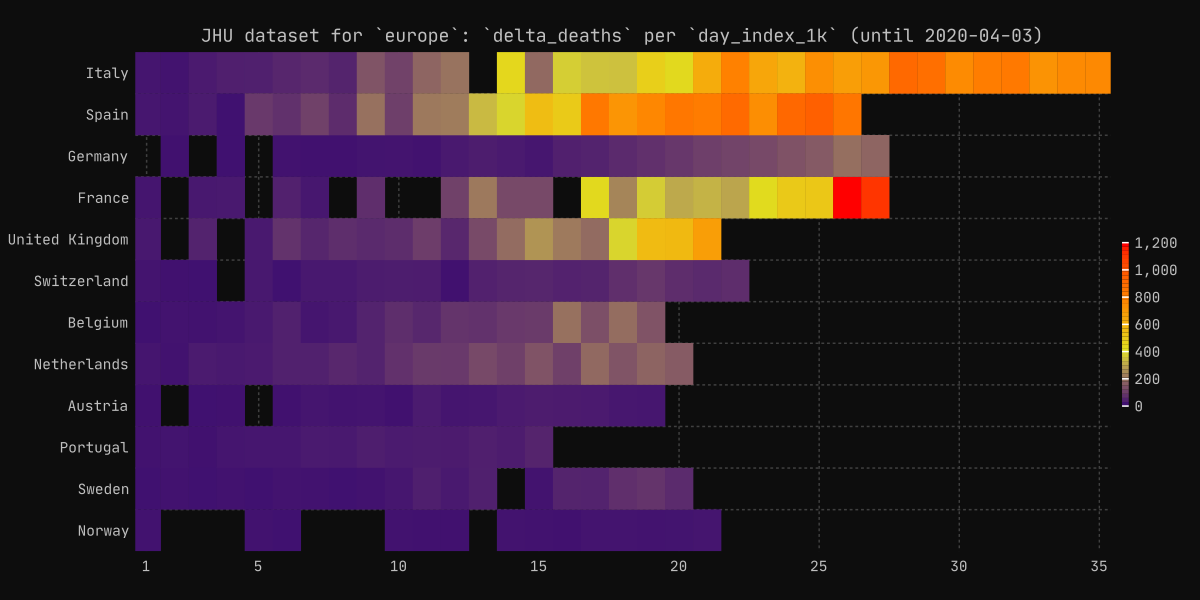 JHU dataset for `europe`: `delta_deaths` per `day_index_1k` (until 2020-04-03)
Italy
Spain
Germany
France
United Kingdom
Switzerland
Belgium
Netherlands
Austria
Portugal
Sweden
Norway
1 5 10 15 20 25 30 35
1,200
1,000
800
600
400
200
0